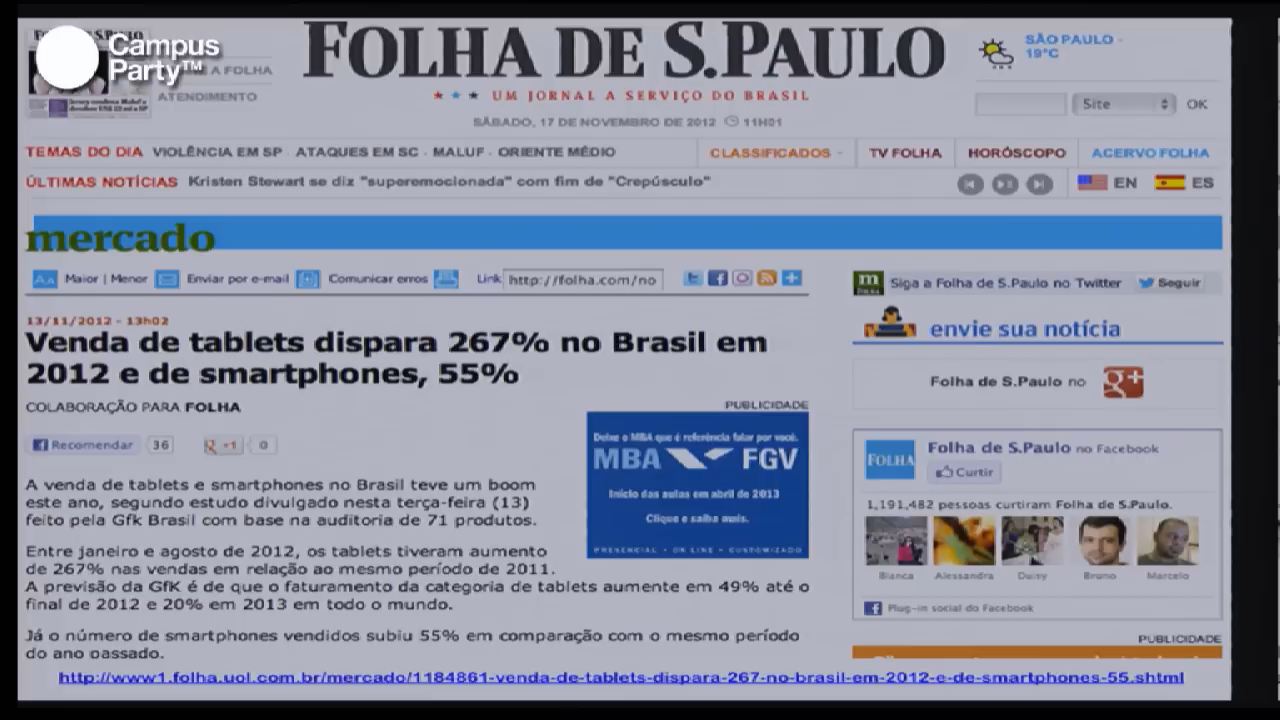 Campus
Party™
A FOLHA
ATENDIMENTO
FOLHA DE S.PAULO
★ ★ ★ UM JORNAL A SERVIÇO DO BRASIL
SÁBADO, 17 DE NOVEMBRO DE 2012 11H01
SÃO PAULO -
19°C
Site
OK
TEMAS DO DIA VIOLÊNCIA EM SP · ATAQUES EM SC · MALUF · ORIENTE MÉDIO
CLASSIFICADOS TV FOLHA HORÓSCOPO ACERVO FOLHA
ÚLTIMAS NOTÍCIAS Kristen Stewart se diz "superemocionada" com fim de "Crepúsculo"
EN ES
mercado
Aa Maior | Menor Enviar por e-mail Comunicar erros Link http://folha.com/no
13/11/2012 - 13h02
Venda de tablets dispara 267% no Brasil em
2012 e de smartphones, 55%
COLABORAÇÃO PARA FOLHA
PUBLICIDADE
Recomendar 36 +1 0
Deixe o MBA que é referência falar por você.
MBA FGV
Início das aulas em abril de 2013
Clique e saiba mais.
PRESENCIAL • ON LINE • CUSTOMIZADO
A venda de tablets e smartphones no Brasil teve um boom
este ano, segundo estudo divulgado nesta terça-feira (13)
feito pela Gfk Brasil com base na auditoria de 71 produtos.
Entre janeiro e agosto de 2012, os tablets tiveram aumento
de 267% nas vendas em relação ao mesmo período de 2011.
A previsão da GfK é de que o faturamento da categoria de tablets aumente em 49% até o
final de 2012 e 20% em 2013 em todo o mundo.
Já o número de smartphones vendidos subiu 55% em comparação com o mesmo período
do ano passado.
m
FOLHA
Siga a Folha de S.Paulo no Twitter
Seguir
envie sua notícia
Folha de S.Paulo no g+
FOLHA
Folha de S.Paulo no Facebook
Curtir
1,191,482 pessoas curtiram Folha de S.Paulo.
Bianca Alessandra Daisy Bruno Marcelo
Plug-in social do Facebook
PUBLICIDADE
http://www1.folha.uol.com.br/mercado/1184861-venda-de-tablets-dispara-267-no-brasil-em-2012-e-de-smartphones-55.shtml